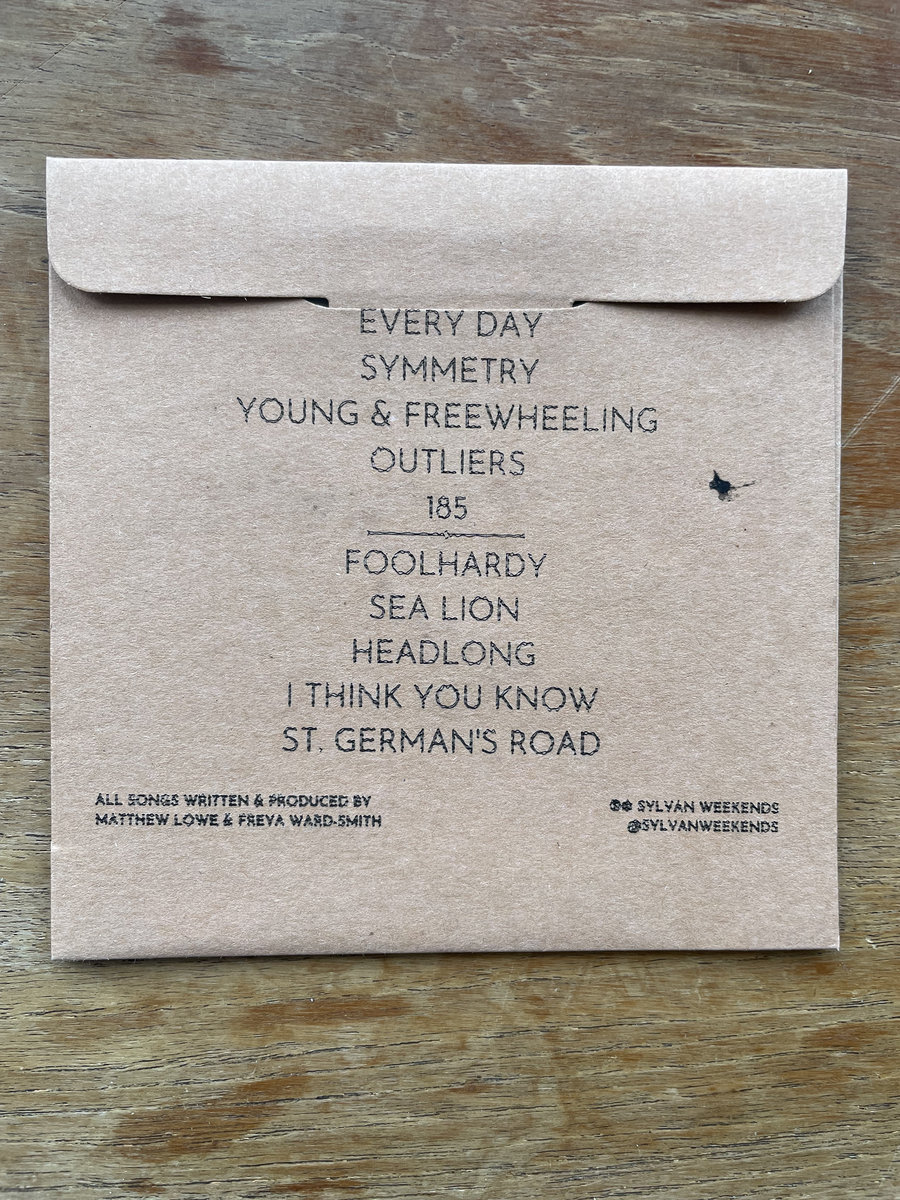 EVERY DAY
SYMMETRY
YOUNG & FREEWHEELING
OUTLIERS
185
FOOLHARDY
SEA LION
HEADLONG
I THINK YOU KNOW
ST. GERMAN'S ROAD
ALL SONGS WRITTEN & PRODUCED BY
MATTHEW LOWE & FREYA WARD-SMITH
SYLVAN WEEKENDS
@SYLVANWEEKENDS